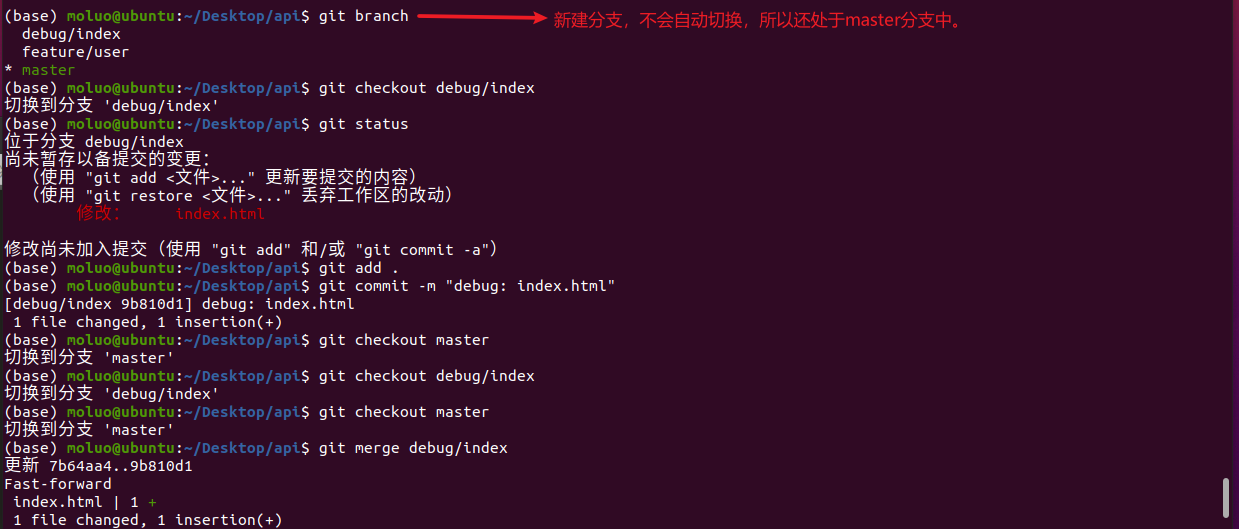 (base) moluo@ubuntu:~/Desktop/api$ git branch 新建分支，不会自动切换，所以还处于master分支中。
  debug/index
  feature/user
* master
(base) moluo@ubuntu:~/Desktop/api$ git checkout debug/index
切换到分支 'debug/index'
(base) moluo@ubuntu:~/Desktop/api$ git status
位于分支 debug/index
尚未暂存以备提交的变更：
  （使用 "git add <文件>..." 更新要提交的内容）
  （使用 "git restore <文件>..." 丢弃工作区的改动）
        修改：     index.html
修改尚未加入提交（使用 "git add" 和/或 "git commit -a"）
(base) moluo@ubuntu:~/Desktop/api$ git add .
(base) moluo@ubuntu:~/Desktop/api$ git commit -m "debug: index.html"
[debug/index 9b810d1] debug: index.html
 1 file changed, 1 insertion(+)
(base) moluo@ubuntu:~/Desktop/api$ git checkout master
切换到分支 'master'
(base) moluo@ubuntu:~/Desktop/api$ git checkout debug/index
切换到分支 'debug/index'
(base) moluo@ubuntu:~/Desktop/api$ git checkout master
切换到分支 'master'
(base) moluo@ubuntu:~/Desktop/api$ git merge debug/index
更新 7b64aa4..9b810d1
Fast-forward
 index.html | 1 +
 1 file changed, 1 insertion(+)